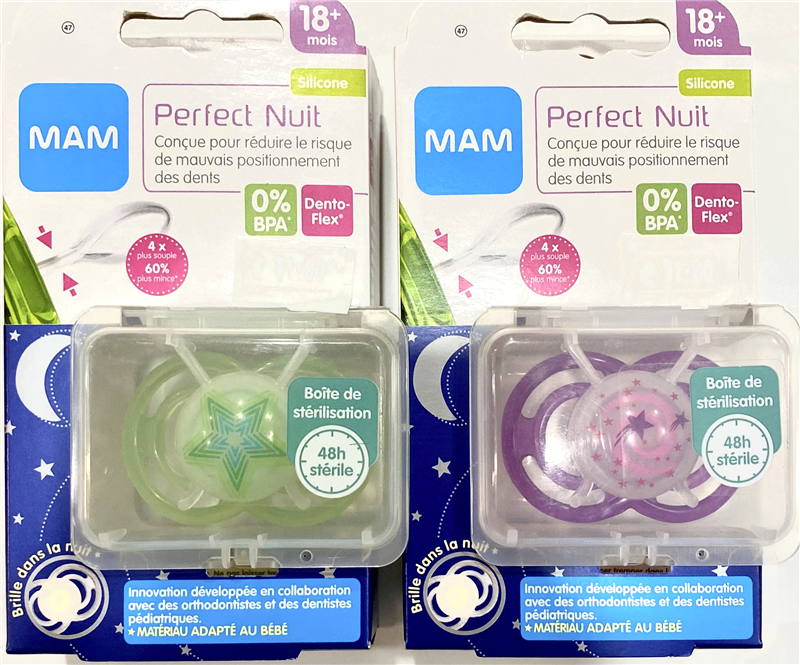 47
18+
mois
Silicone
MAM
Perfect Nuit
Conçue pour réduire le risque
de mauvais positionnement
des dents
0%
BPA*
Dento-
Flex®
4 x
plus souple
60%
plus mince*
Boîte de
stérilisation
48h
stérile
Ne pas laisser
Brille dans la nuit
Innovation développée en collaboration
avec des orthodontistes et des dentistes
pédiatriques.
★ MATÉRIAU ADAPTÉ AU BÉBÉ
47
18+
mois
Silicone
MAM
Perfect Nuit
Conçue pour réduire le risque
de mauvais positionnement
des dents
0%
BPA*
Dento-
Flex®
4 x
plus souple
60%
plus mince*
Boîte de
stérilisation
48h
stérile
tremper dans
Brille dans la nuit
Innovation développée en collaboration
avec des orthodontistes et des dentistes
pédiatriques.
★ MATÉRIAU ADAPTÉ AU BÉBÉ